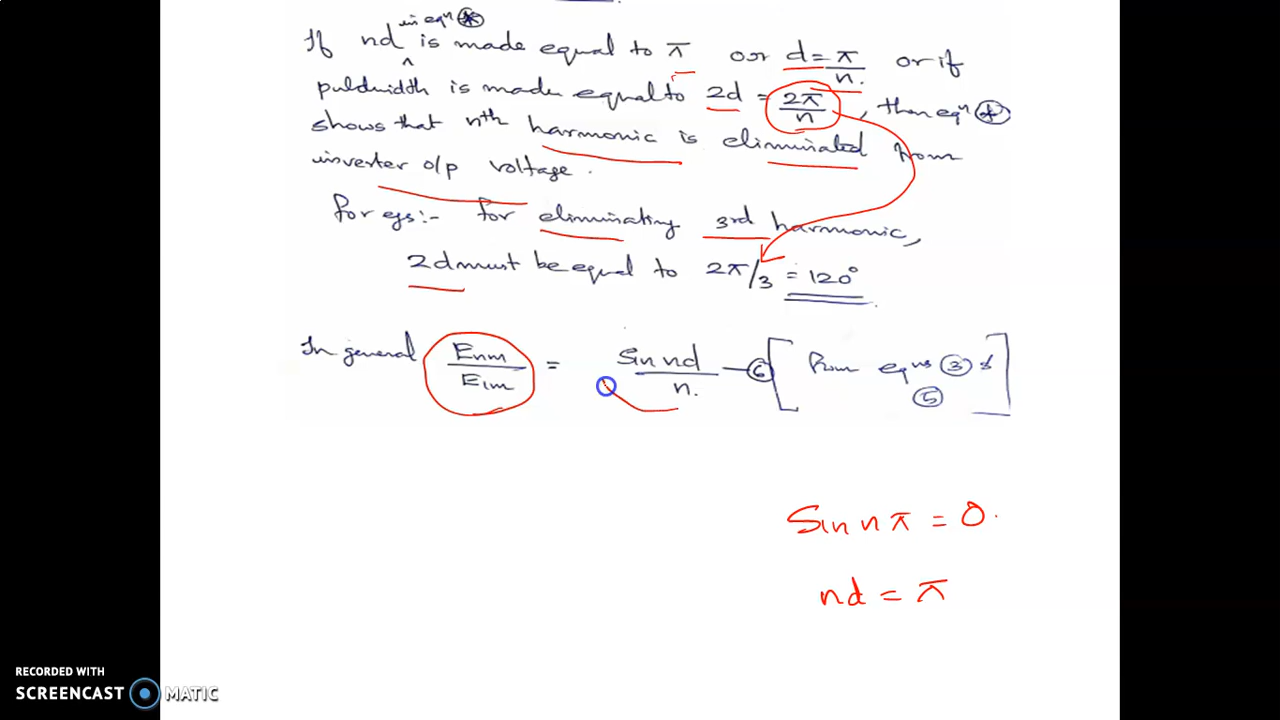 in eqⁿ ⊛
If nd is made equal to π or d = π/n. or if
pulsewidth is made equal to 2d = 2π/n, then eqⁿ ⊛
shows that nth harmonic is eliminated from
inverter o/p voltage.
for egs:- for eliminating 3rd harmonic,
2d must be equal to 2π/3 = 120°
In general Enm/E1m = Sin nd/n. — ⑥ [From eqns ③ &
⑤]
Sin n π = 0.
nd = π
RECORDED WITH
SCREENCAST MATIC